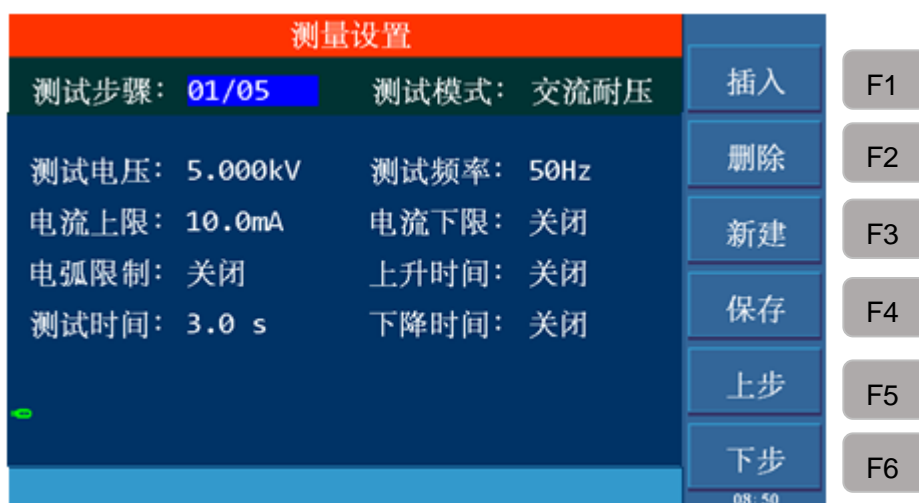 测量设置
测试步骤： 01/05 测试模式： 交流耐压
测试电压： 5.000kV 测试频率： 50Hz
电流上限： 10.0mA 电流下限： 关闭
电弧限制： 关闭 上升时间： 关闭
测试时间： 3.0 s 下降时间： 关闭
插入 F1
删除 F2
新建 F3
保存 F4
上步 F5
下步 F6
08:50